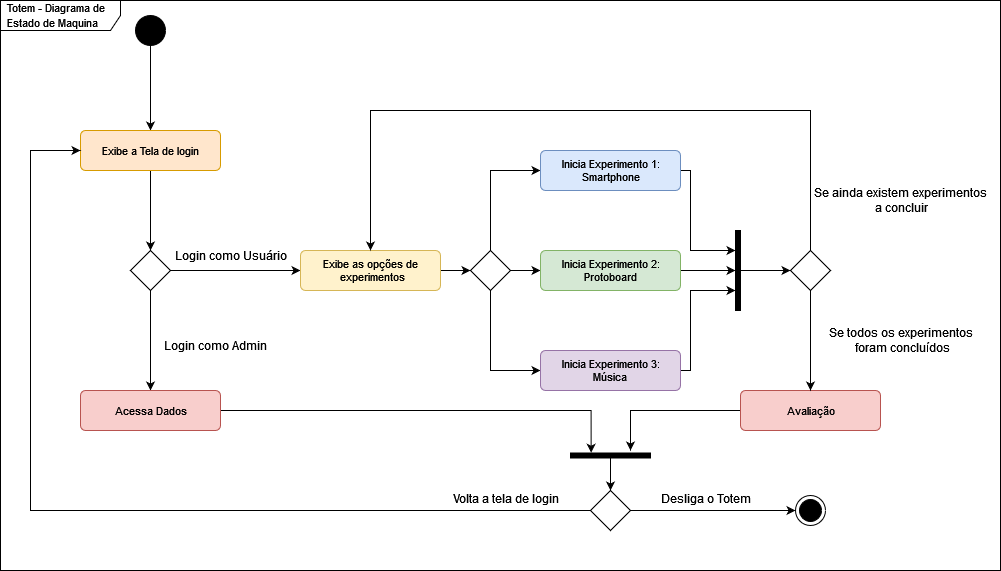 Totem - Diagrama de
Estado de Maquina
Exibe a Tela de login
Inicia Experimento 1:
Smartphone
Se ainda existem experimentos
a concluir
Login como Usuário
Exibe as opções de
experimentos
Inicia Experimento 2:
Protoboard
Login como Admin
Se todos os experimentos
foram concluídos
Inicia Experimento 3:
Música
Acessa Dados
Avaliação
Volta a tela de login
Desliga o Totem